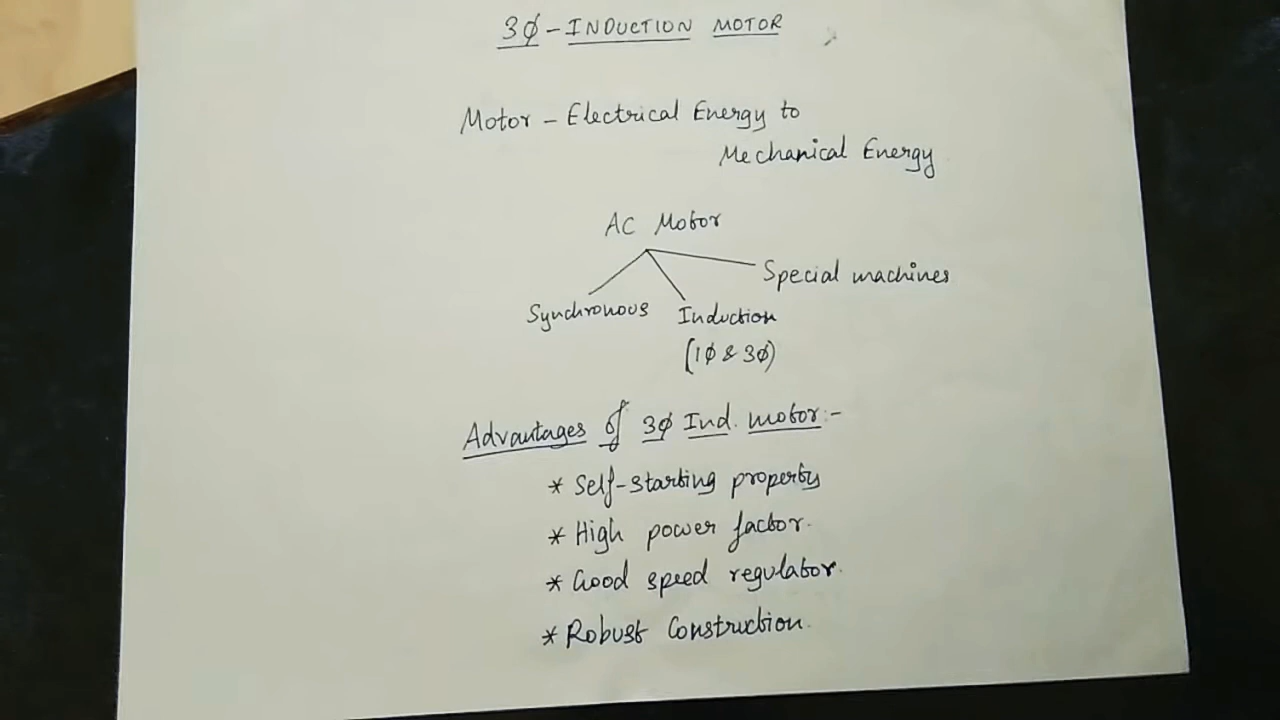 3φ - INDUCTION MOTOR
Motor - Electrical Energy to
Mechanical Energy
AC Motor
Special machines
Synchronous Induction
(1φ & 3φ)
Advantages of 3φ Ind. motor:-
* Self-starting property
* High power factor.
* Good speed regulator.
* Robust Construction.